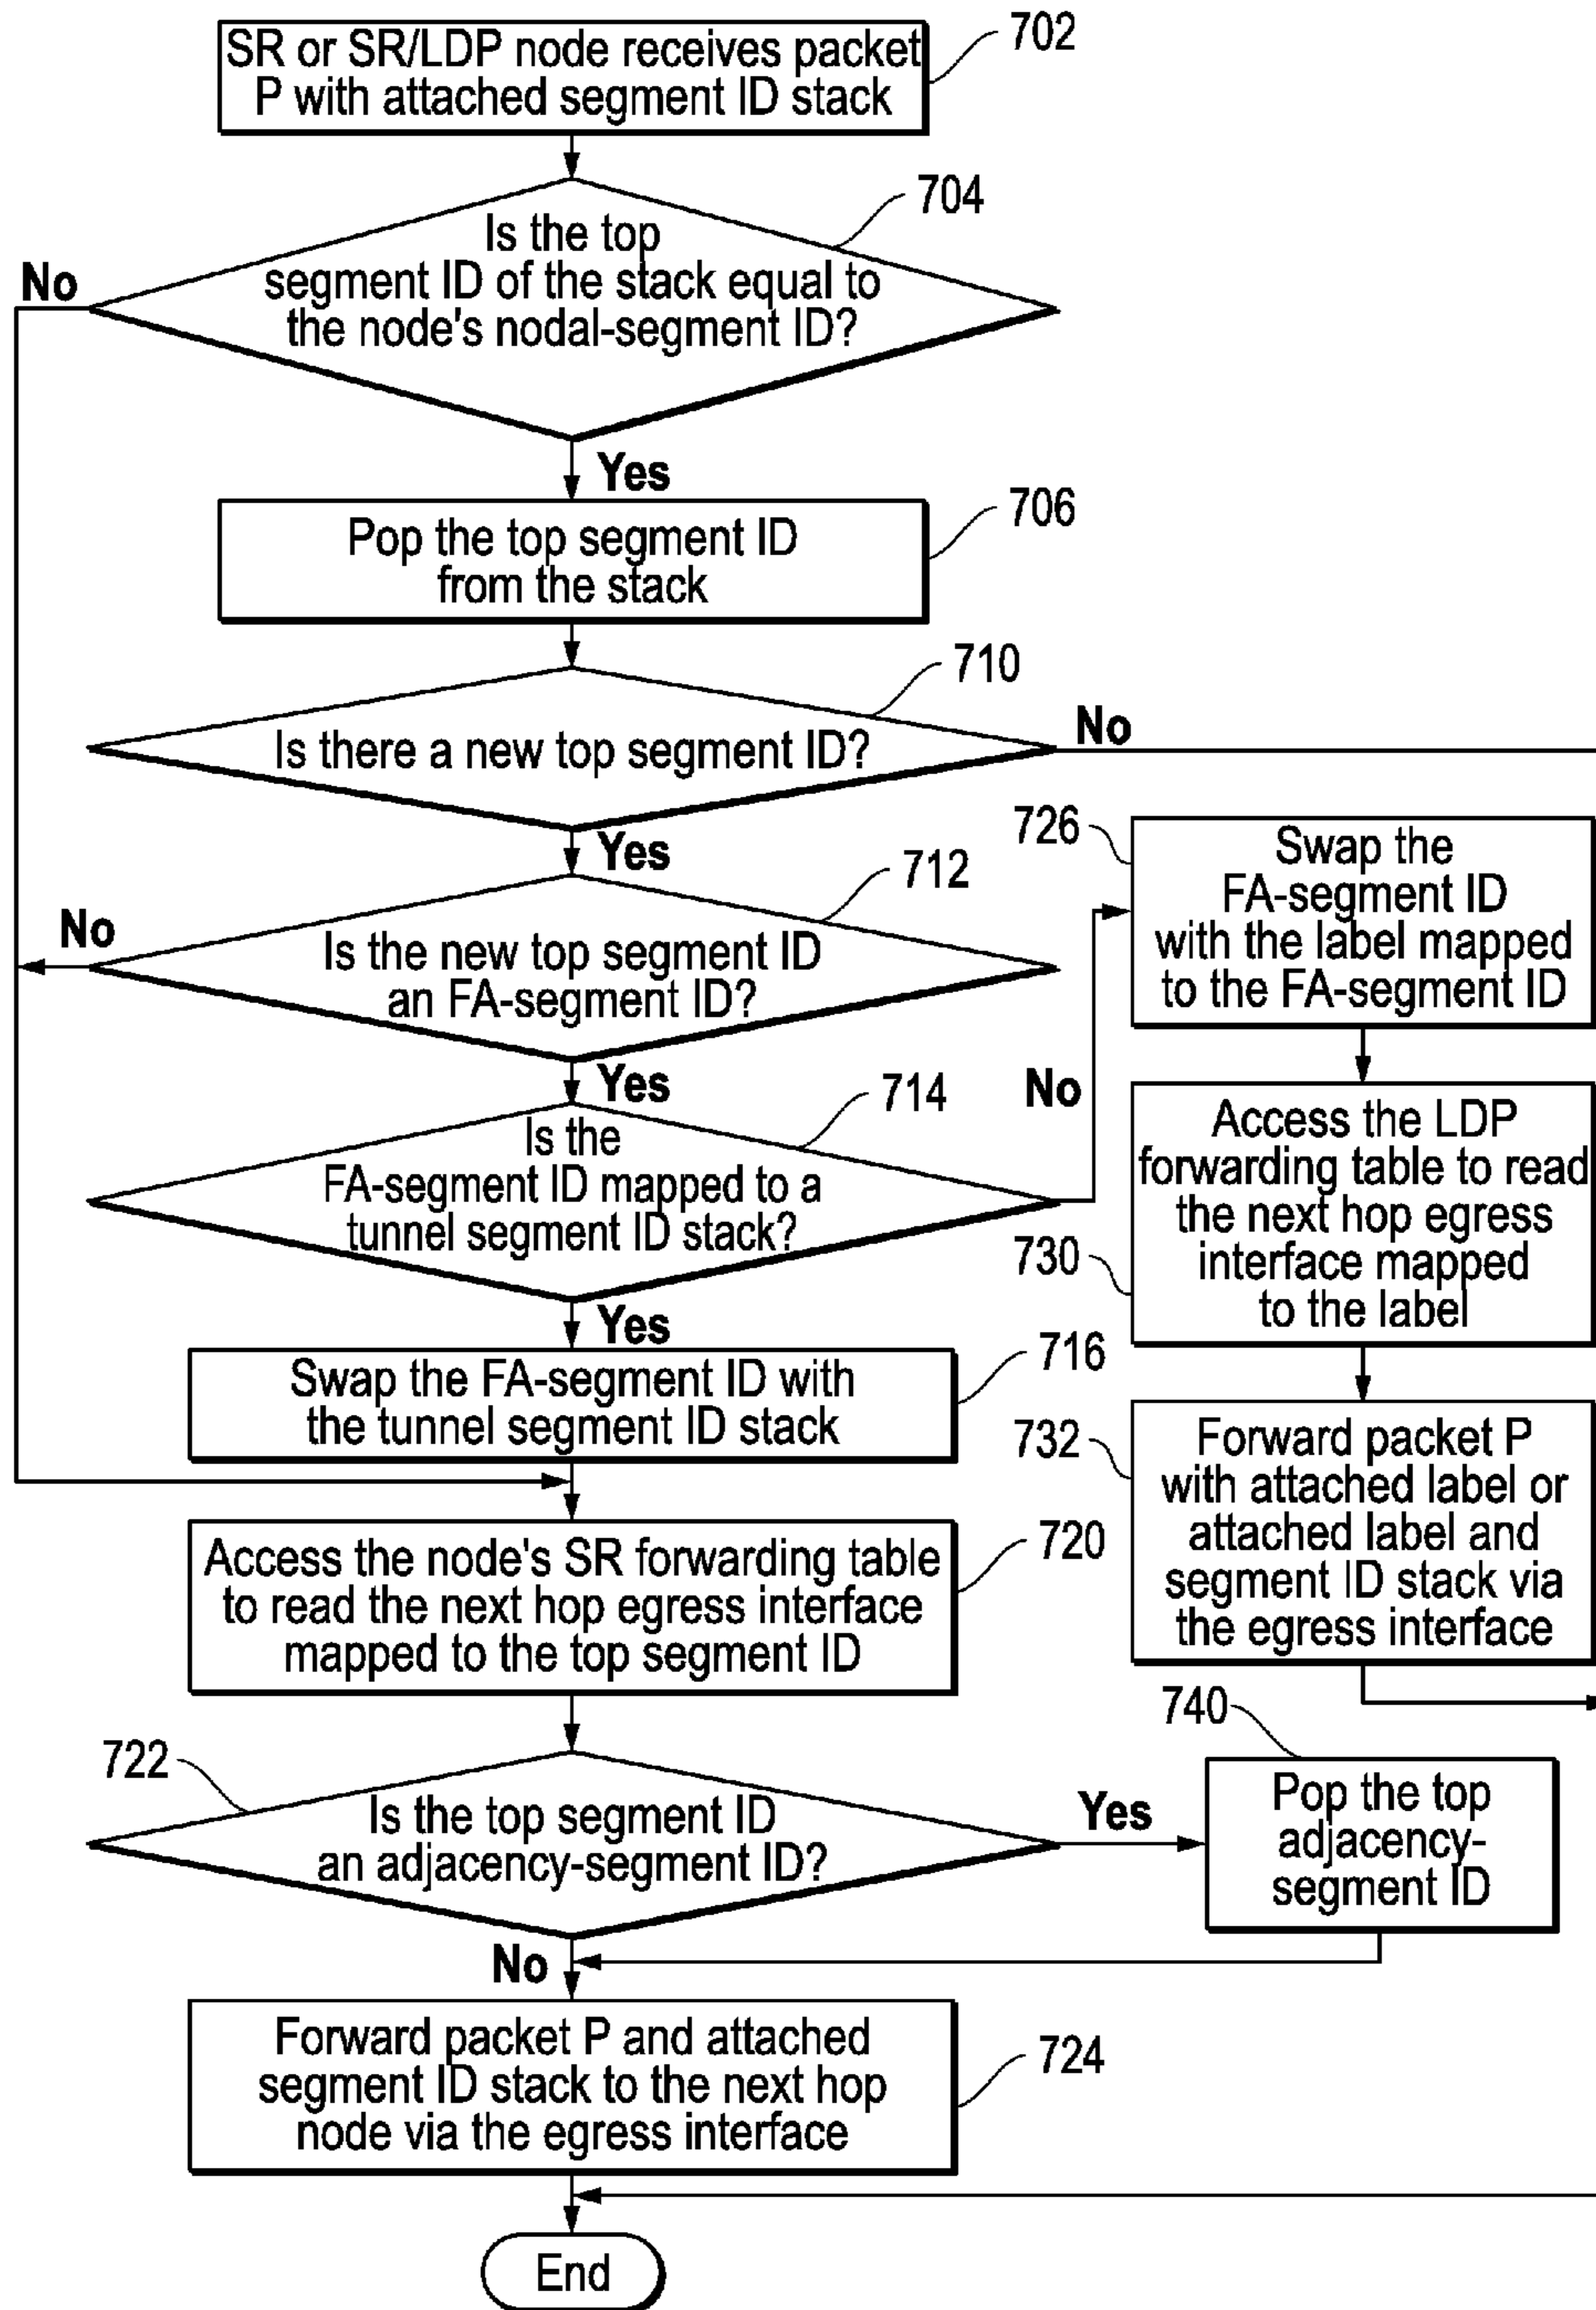 SR or SR/LDP node receives packet
P with attached segment ID stack
702
Is the top
segment ID of the stack equal to
the node's nodal-segment ID?
704
No
Yes
Pop the top segment ID
from the stack
706
Is there a new top segment ID?
710
No
Yes
Is the new top segment ID
an FA-segment ID?
712
No
Yes
Is the
FA-segment ID mapped to a
tunnel segment ID stack?
714
No
Yes
Swap the FA-segment ID with
the tunnel segment ID stack
716
726
Swap the
FA-segment ID
with the label mapped
to the FA-segment ID
Access the LDP
forwarding table to read
the next hop egress
interface mapped
to the label
730
732
Forward packet P
with attached label or
attached label and
segment ID stack via
the egress interface
Access the node's SR forwarding table
to read the next hop egress interface
mapped to the top segment ID
720
722
Is the top segment ID
an adjacency-segment ID?
Yes
740
Pop the top
adjacency-
segment ID
No
Forward packet P and attached
segment ID stack to the next hop
node via the egress interface
724
End